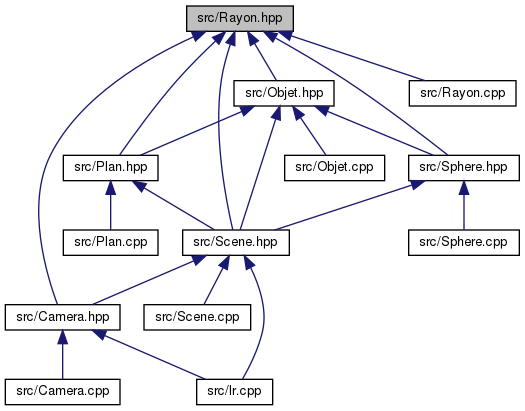 src/Rayon.hpp
src/Objet.hpp
src/Rayon.cpp
src/Plan.hpp
src/Objet.cpp
src/Sphere.hpp
src/Plan.cpp
src/Scene.hpp
src/Sphere.cpp
src/Camera.hpp
src/Scene.cpp
src/Camera.cpp
src/lr.cpp